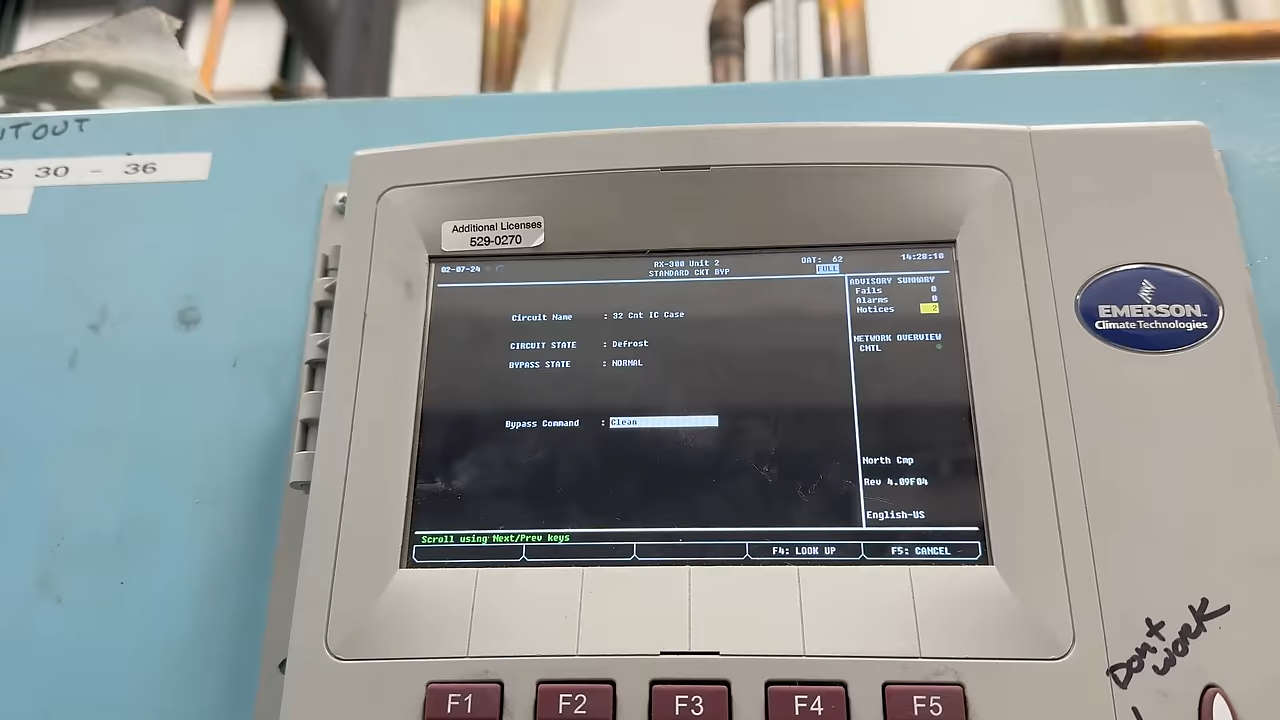 TOUT
S 30 - 36
Additional Licenses
529-0270
02-07-24
RX-300 Unit 2
STANDARD CKT BYP
OAT: 62
FULL
14:28:10
ADVISORY SUMMARY
Fails 0
Alarms 0
Notices 2
NETWORK OVERVIEW
CNTL
Circuit Name : 32 Cnt IC Case
CIRCUIT STATE : Defrost
BYPASS STATE : NORMAL
Bypass Command : Clean
North Cmp
Rev 4.09F04
English-US
Scroll using Next/Prev keys
F4: LOOK UP
F5: CANCEL
EMERSON
Climate Technologies
DONt
WORK
F1 F2 F3 F4 F5